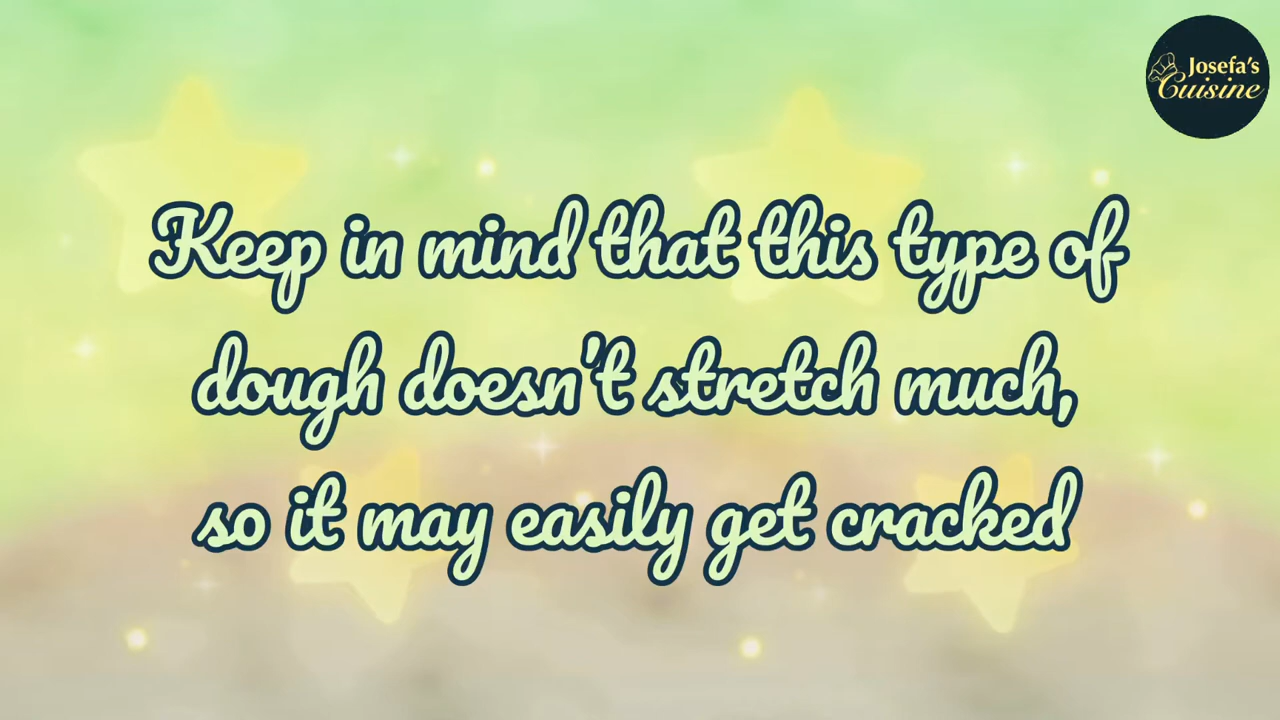 Josefa's
Cuisine
Keep in mind that this type of
dough doesn't stretch much,
so it may easily get cracked